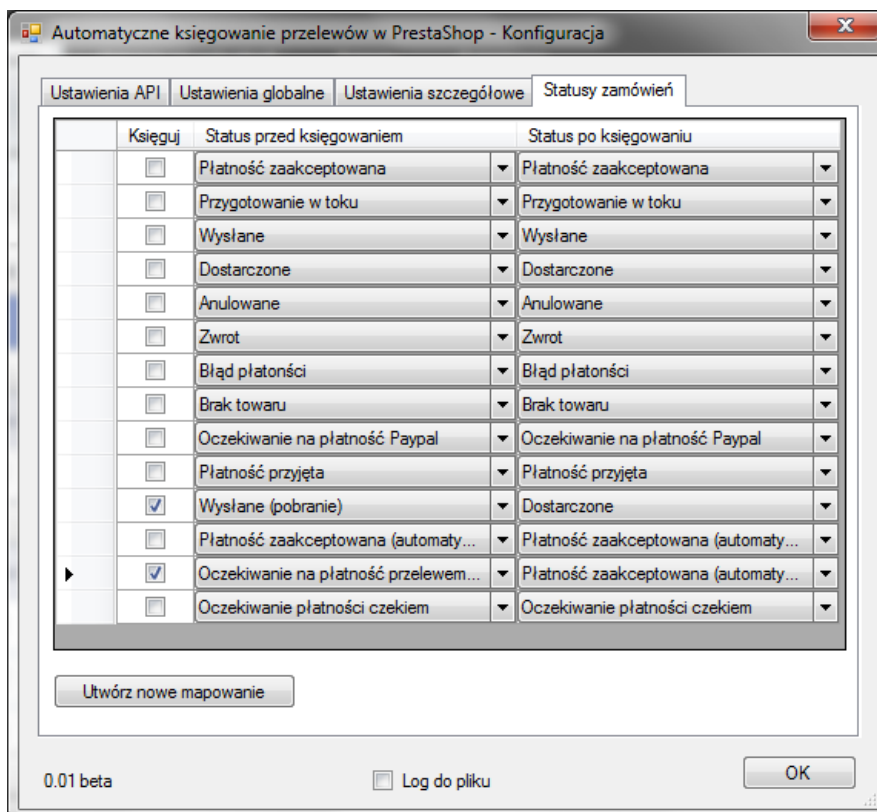 Automatyczne księgowanie przelewów w PrestaShop - Konfiguracja
Ustawienia API Ustawienia globalne Ustawienia szczegółowe Statusy zamówień
Księguj Status przed księgowaniem Status po księgowaniu
Płatność zaakceptowana Płatność zaakceptowana
Przygotowanie w toku Przygotowanie w toku
Wysłane Wysłane
Dostarczone Dostarczone
Anulowane Anulowane
Zwrot Zwrot
Błąd płatonści Błąd płatonści
Brak towaru Brak towaru
Oczekiwanie na płatność Paypal Oczekiwanie na płatność Paypal
Płatność przyjęta Płatność przyjęta
Wysłane (pobranie) Dostarczone
Płatność zaakceptowana (automaty... Płatność zaakceptowana (automaty...
Oczekiwanie na płatność przelewem... Płatność zaakceptowana (automaty...
Oczekiwanie płatności czekiem Oczekiwanie płatności czekiem
Utwórz nowe mapowanie
0.01 beta Log do pliku OK